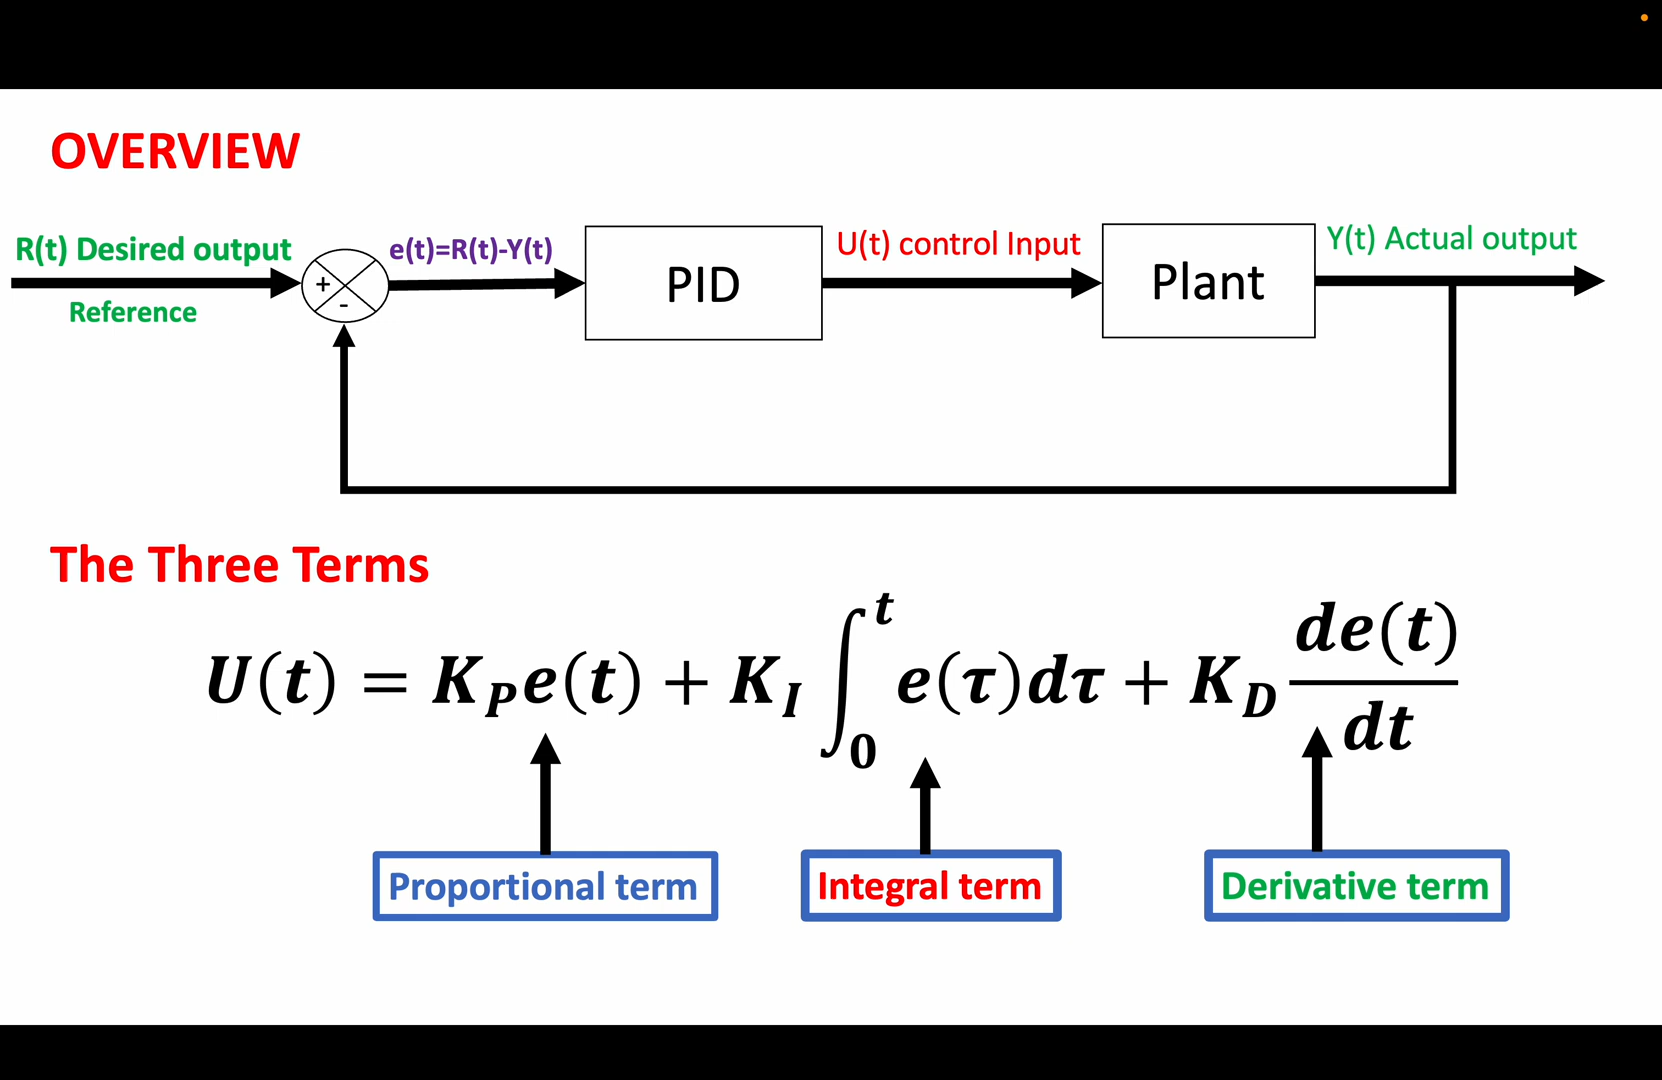 OVERVIEW
R(t) Desired output
Reference
+
-
e(t)=R(t)-Y(t)
PID
U(t) control Input
Plant
Y(t) Actual output
The Three Terms
U(t) = K_P e(t) + K_I ∫_0^t e(τ)dτ + K_D de(t)/dt
Proportional term
Integral term
Derivative term